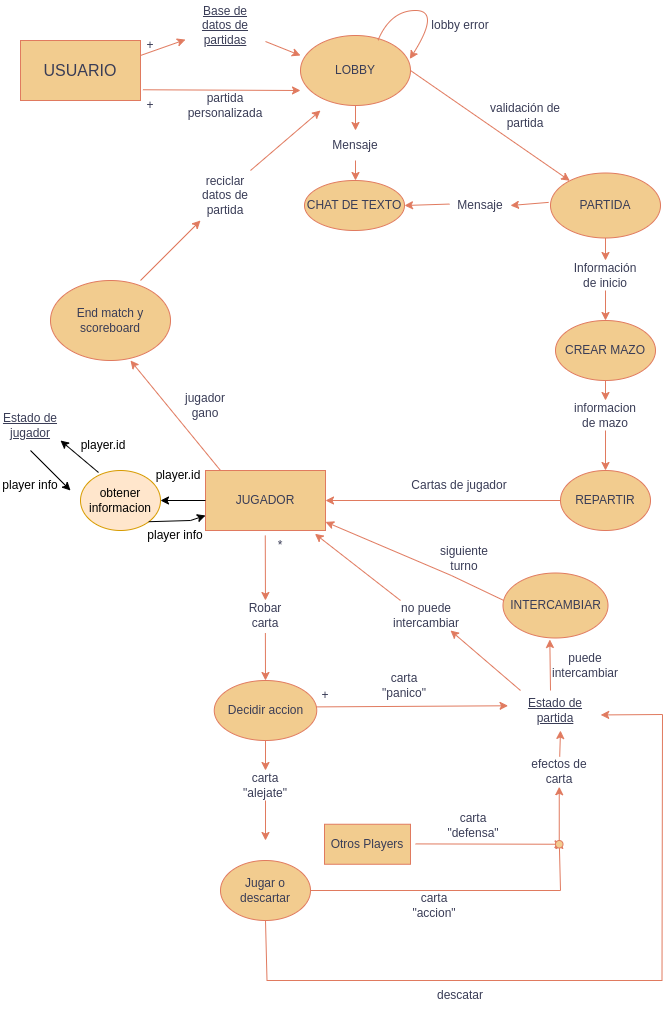 Base de
datos de
partidas
lobby error
+
USUARIO
LOBBY
+
partida
personalizada
validación de
partida
Mensaje
reciclar
datos de
partida
CHAT DE TEXTO
Mensaje
PARTIDA
Información
de inicio
End match y
scoreboard
CREAR MAZO
jugador
gano
informacion
de mazo
Estado de
jugador
player.id
player info
player.id
obtener
informacion
JUGADOR
Cartas de jugador
REPARTIR
player info
*
siguiente
turno
Robar
carta
no puede
intercambiar
INTERCAMBIAR
puede
intercambiar
carta
"panico"
+
Decidir accion
Estado de
partida
carta
"alejate"
efectos de
carta
carta
"defensa"
Otros Players
Jugar o
descartar
carta
"accion"
descatar